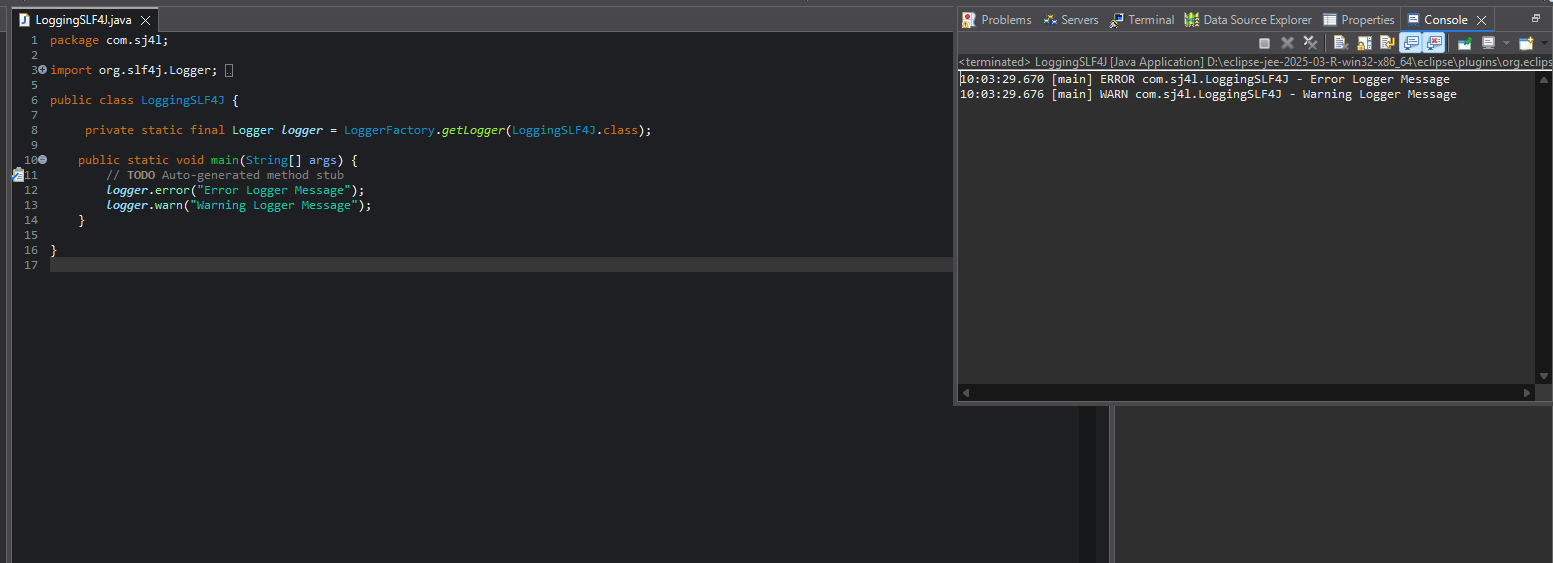 LoggingSLF4J.java
1 package com.sj4l;
2
3 import org.slf4j.Logger;
5
6 public class LoggingSLF4J {
7
8 private static final Logger logger = LoggerFactory.getLogger(LoggingSLF4J.class);
9
10 public static void main(String[] args) {
11 // TODO Auto-generated method stub
12 logger.error("Error Logger Message");
13 logger.warn("Warning Logger Message");
14 }
15
16 }
17
Problems Servers Terminal Data Source Explorer Properties Console
<terminated> LoggingSLF4J [Java Application] D:\eclipse-jee-2025-03-R-win32-x86_64\eclipse\plugins\org.eclips
10:03:29.670 [main] ERROR com.sj4l.LoggingSLF4J - Error Logger Message
10:03:29.676 [main] WARN com.sj4l.LoggingSLF4J - Warning Logger Message